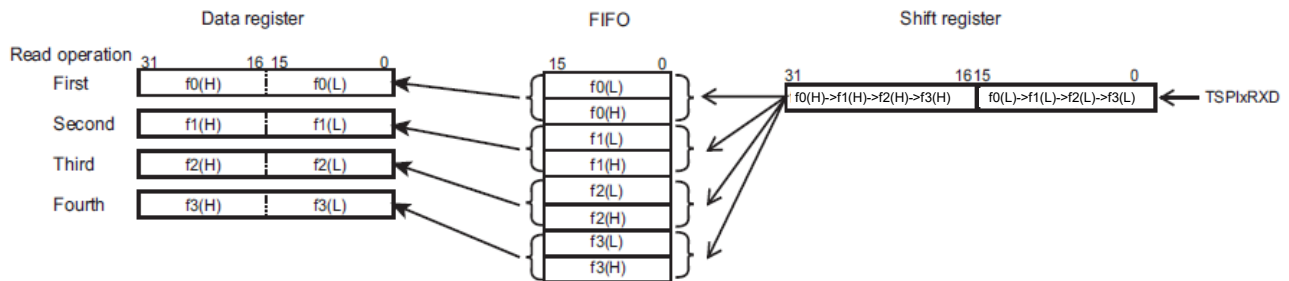 Data register FIFO Shift register
Read operation
31 16 15 0 15 0 31 16 15 0
First f0(H) f0(L) f0(L) f0(H)->f1(H)->f2(H)->f3(H) f0(L)->f1(L)->f2(L)->f3(L) TSPIxRXD
f0(H)
Second f1(H) f1(L) f1(L)
f1(H)
Third f2(H) f2(L) f2(L)
f2(H)
Fourth f3(H) f3(L)
f3(L)
f3(H)